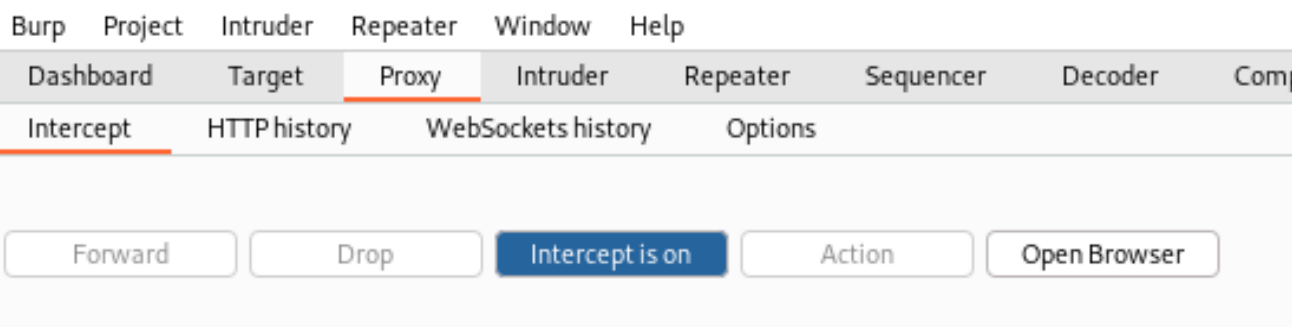 Burp Project Intruder Repeater Window Help
Dashboard Target Proxy Intruder Repeater Sequencer Decoder
Intercept HTTP history WebSockets history Options
Forward Drop Intercept is on Action Open Browser